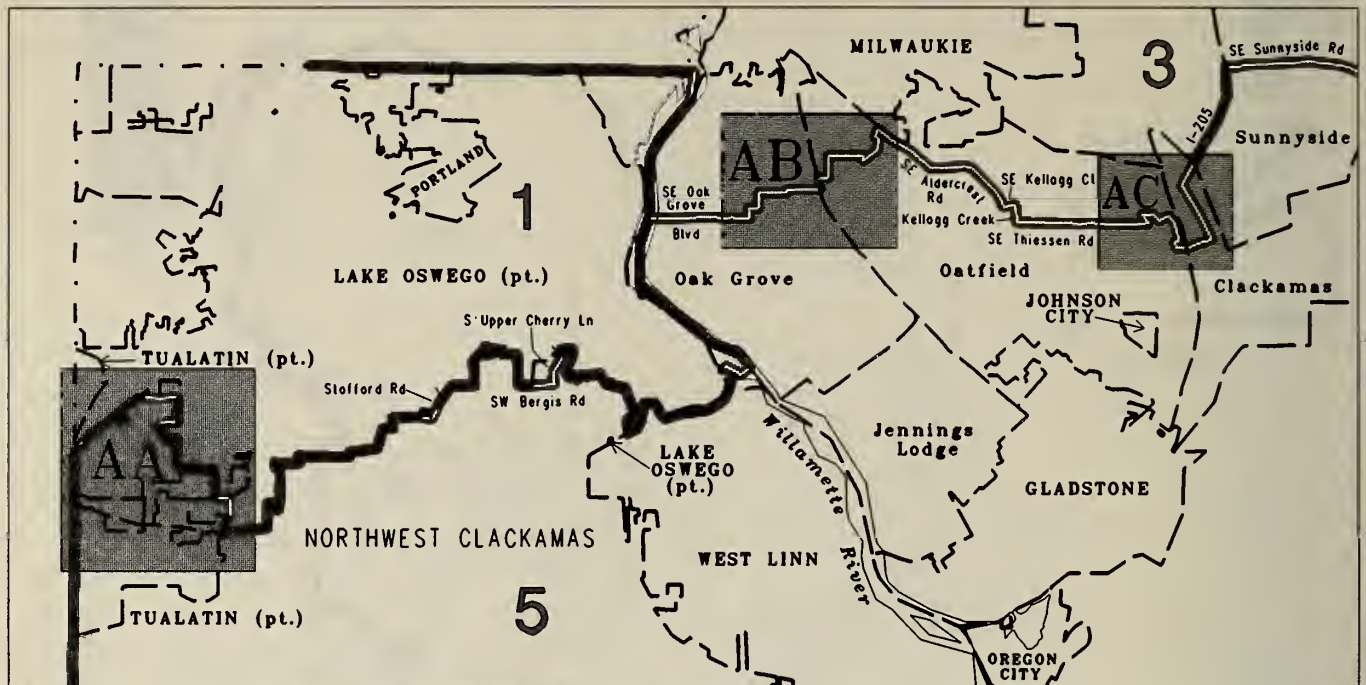 MILWAUKIE
3
SE Sunnyside Rd
I-205
Sunnyside
PORTLAND
1
AB
SE Aldercrest
Rd
SE Kellogg Ct
AC
SE Oak
Grove
Blvd
Kellogg Creek
SE Thiessen Rd
LAKE OSWEGO (pt.)
Oak Grove
Oatfield
Clackamas
JOHNSON
CITY
S Upper Cherry Ln
TUALATIN (pt.)
Stofford Rd
SW Bergis Rd
AA
LAKE
OSWEGO
(pt.)
Willamette
River
Jennings
Lodge
GLADSTONE
NORTHWEST CLACKAMAS
WEST LINN
5
TUALATIN (pt.)
OREGON
CITY